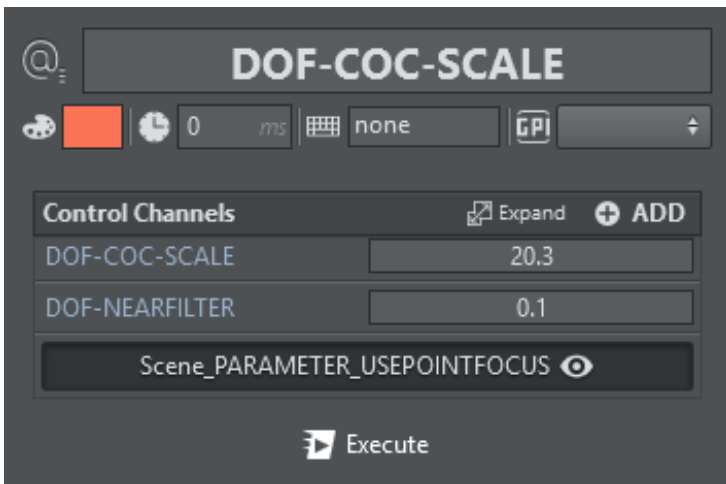 DOF-COC-SCALE
0 ms none GPI
Control Channels Expand ADD
DOF-COC-SCALE 20.3
DOF-NEARFILTER 0.1
Scene_PARAMETER_USEPOINTFOCUS
Execute